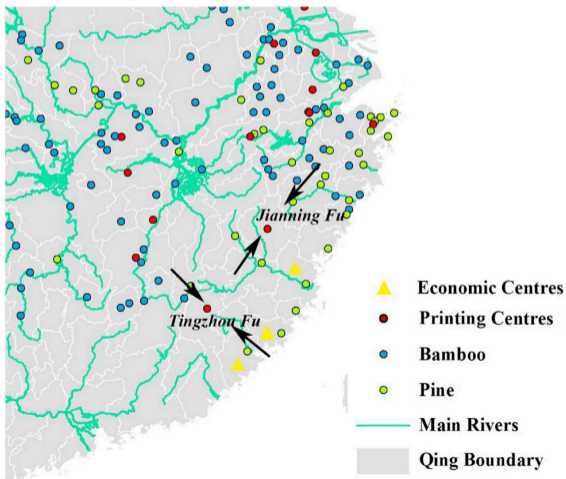 Jianning Fu
Tingzhou Fu
Economic Centres
Printing Centres
Bamboo
Pine
Main Rivers
Qing Boundary